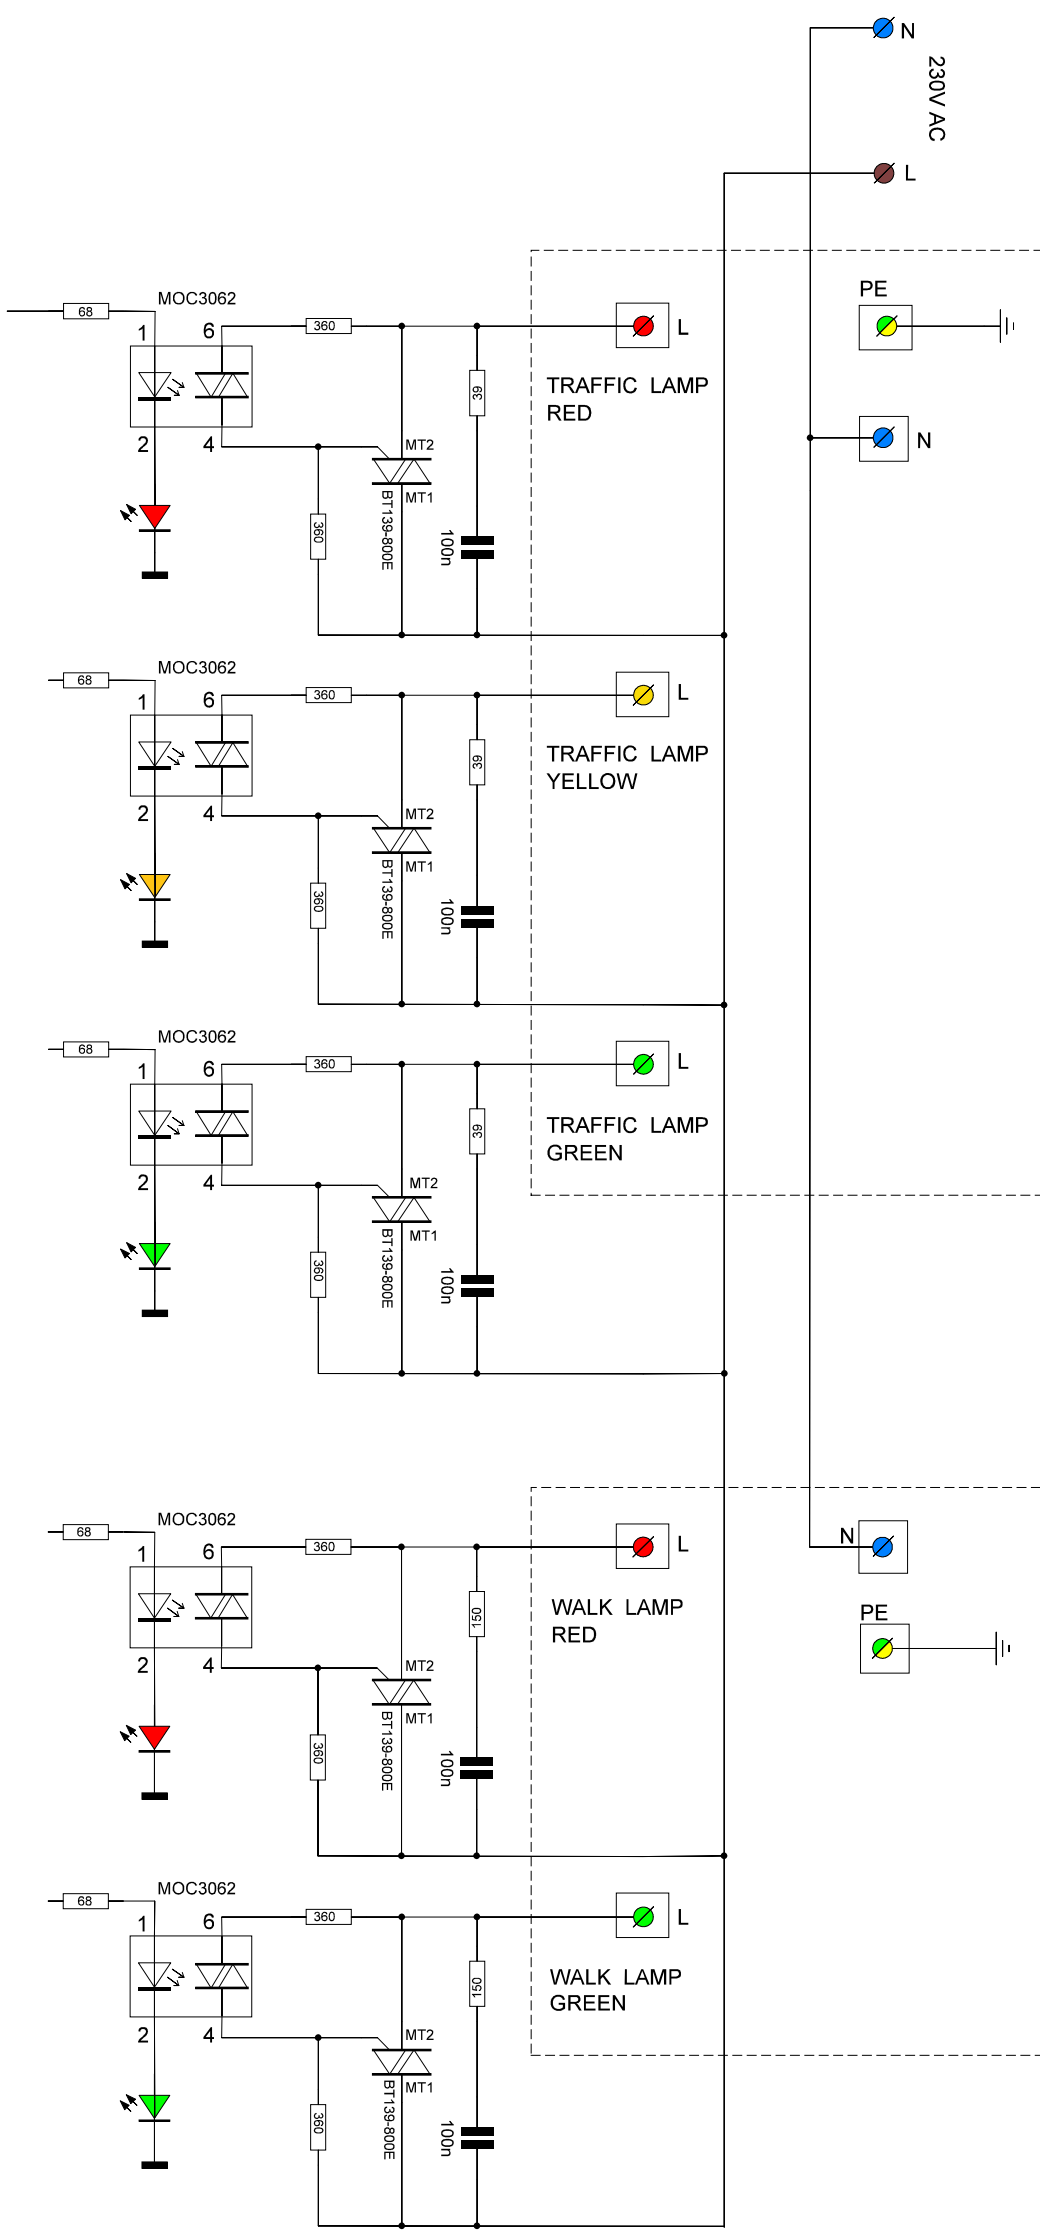 N
230V AC
L
PE
N
MOC3062
68
1
6
360
L
39
TRAFFIC LAMP
RED
2
4
MT2
MT1
BT139-800E
360
100n
MOC3062
68
1
6
360
L
39
TRAFFIC LAMP
YELLOW
2
4
MT2
MT1
BT139-800E
360
100n
MOC3062
68
1
6
360
L
39
TRAFFIC LAMP
GREEN
2
4
MT2
MT1
BT139-800E
360
100n
MOC3062
68
1
6
360
L
N
150
WALK LAMP
RED
PE
2
4
MT2
MT1
BT139-800E
360
100n
MOC3062
68
1
6
360
L
150
WALK LAMP
GREEN
2
4
MT2
MT1
BT139-800E
360
100n